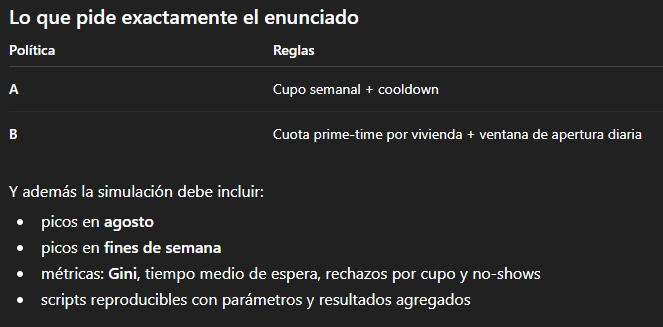 Lo que pide exactamente el enunciado
Política Reglas
A Cupo semanal + cooldown
B Cuota prime-time por vivienda + ventana de apertura diaria
Y además la simulación debe incluir:
• picos en agosto
• picos en fines de semana
• métricas: Gini, tiempo medio de espera, rechazos por cupo y no-shows
• scripts reproducibles con parámetros y resultados agregados